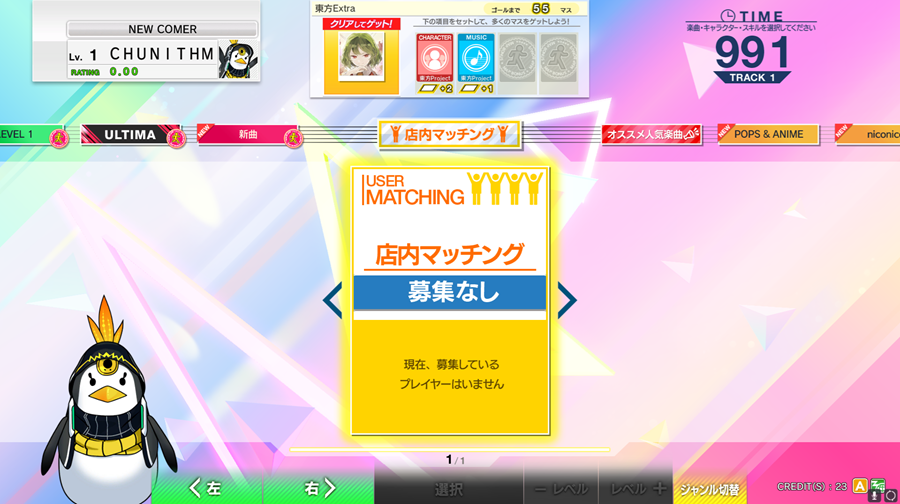 NEW COMER
Lv. 1 CHUNITHM
RATING 0.00
東方Extra
ゴールまで 55 マス
クリアしてゲット!
下の項目をセットして、多くのマスをゲットしよう!
CHARACTER
東方Project
+2
MUSIC
東方Project
+1
TIME
楽曲・キャラクター・スキルを選択してください
991
TRACK 1
LEVEL 1
ULTIMA
NEW
新曲
店内マッチング
オススメ人気楽曲
NEW
POPS & ANIME
NEW
niconico
USER
MATCHING
店内マッチング
募集なし
現在、募集している
プレイヤーはいません
1/1
左
右
選択
− レベル
レベル +
ジャンル切替
CREDIT(S) : 23
A